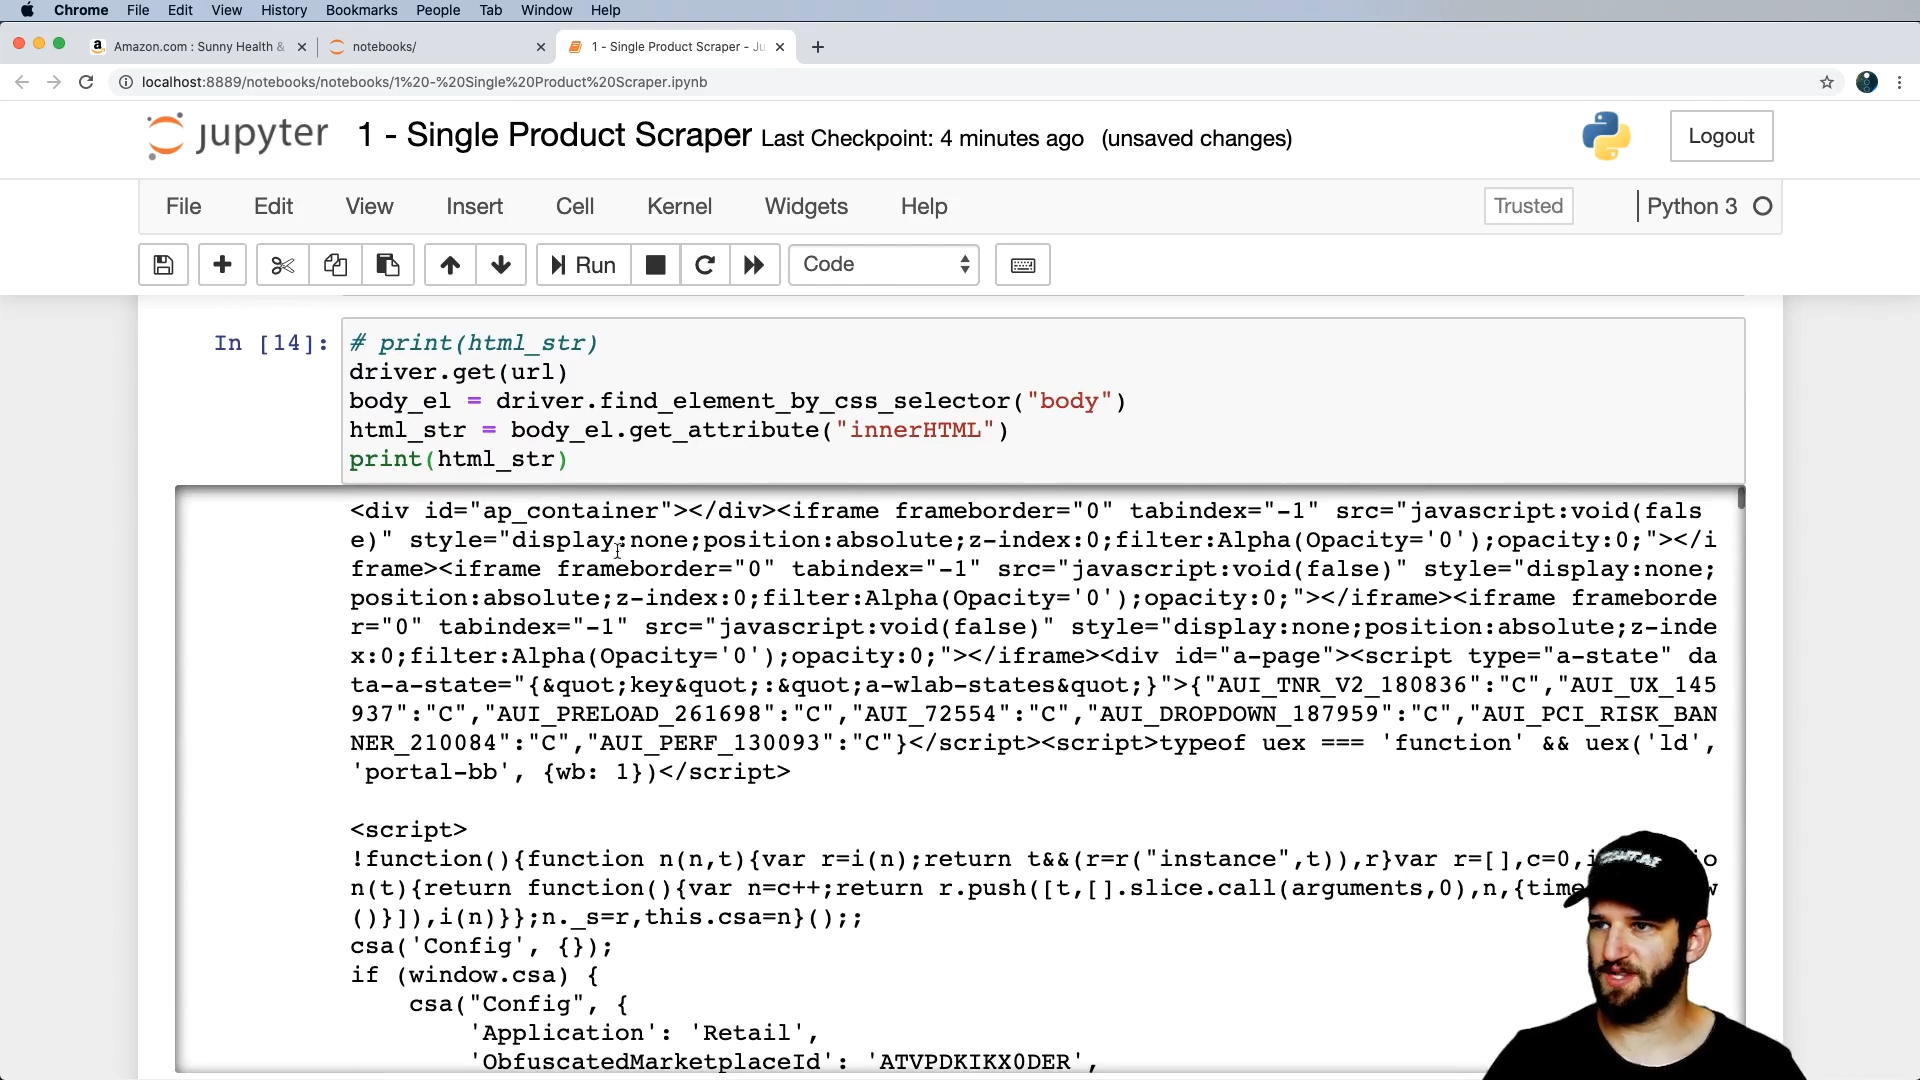 Chrome File Edit View History Bookmarks People Tab Window Help
Amazon.com : Sunny Health &
notebooks/
1 - Single Product Scraper - Ju
localhost:8889/notebooks/notebooks/1%20-%20Single%20Product%20Scraper.ipynb
jupyter 1 - Single Product Scraper Last Checkpoint: 4 minutes ago (unsaved changes)
Logout
File Edit View Insert Cell Kernel Widgets Help
Trusted
Python 3
Run
Code
In [14]:
# print(html_str)
driver.get(url)
body_el = driver.find_element_by_css_selector("body")
html_str = body_el.get_attribute("innerHTML")
print(html_str)
<div id="ap_container"></div><iframe frameborder="0" tabindex="-1" src="javascript:void(fals
e)" style="display:none;position:absolute;z-index:0;filter:Alpha(Opacity='0');opacity:0;"></i
frame><iframe frameborder="0" tabindex="-1" src="javascript:void(false)" style="display:none;
position:absolute;z-index:0;filter:Alpha(Opacity='0');opacity:0;"></iframe><iframe frameborde
r="0" tabindex="-1" src="javascript:void(false)" style="display:none;position:absolute;z-inde
x:0;filter:Alpha(Opacity='0');opacity:0;"></iframe><div id="a-page"><script type="a-state" da
ta-a-state="{&quot;key&quot;:&quot;a-wlab-states&quot;}">{"AUI_TNR_V2_180836":"C","AUI_UX_145
937":"C","AUI_PRELOAD_261698":"C","AUI_72554":"C","AUI_DROPDOWN_187959":"C","AUI_PCI_RISK_BAN
NER_210084":"C","AUI_PERF_130093":"C"}</script><script>typeof uex === 'function' && uex('ld',
'portal-bb', {wb: 1})</script>
<script>
!function(){function n(n,t){var r=i(n);return t&&(r=r("instance",t)),r}var r=[],c=0,i
n(t){return function(){var n=c++;return r.push([t,[].slice.call(arguments,0),n,{time
()}]),i(n)}};n._s=r,this.csa=n}();;
csa('Config', {});
if (window.csa) {
csa("Config", {
'Application': 'Retail',
'ObfuscatedMarketplaceId': 'ATVPDKIKX0DER',